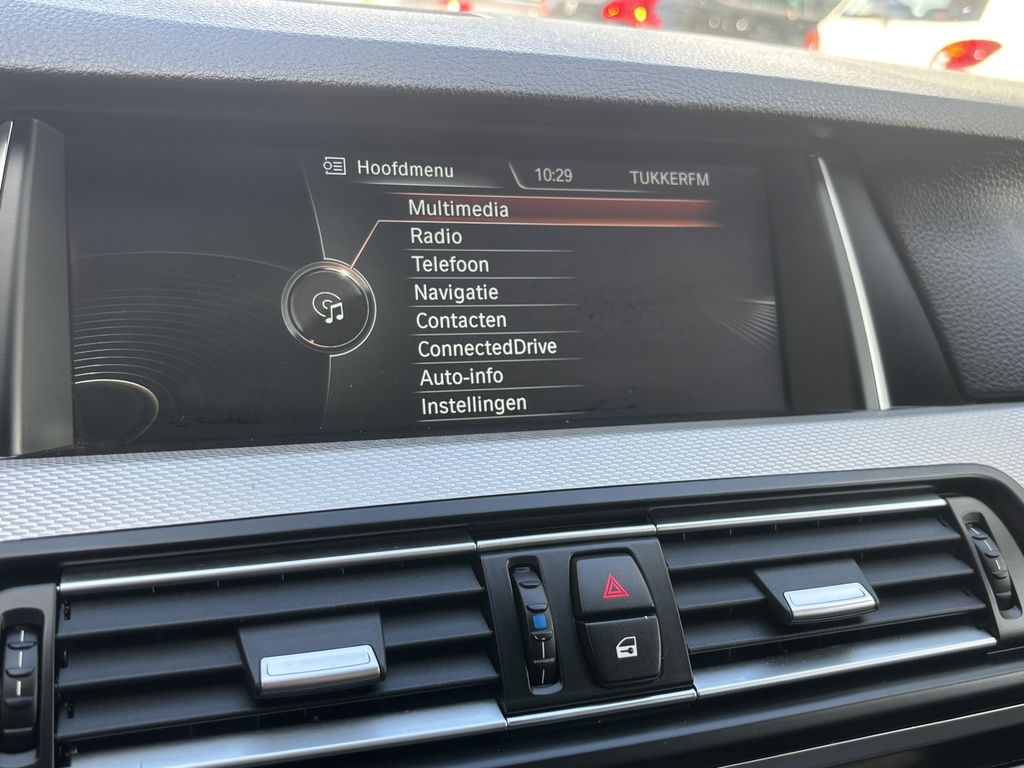 Hoofdmenu 10:29 TUKKERFM
Multimedia
Radio
Telefoon
Navigatie
Contacten
ConnectedDrive
Auto-info
Instellingen